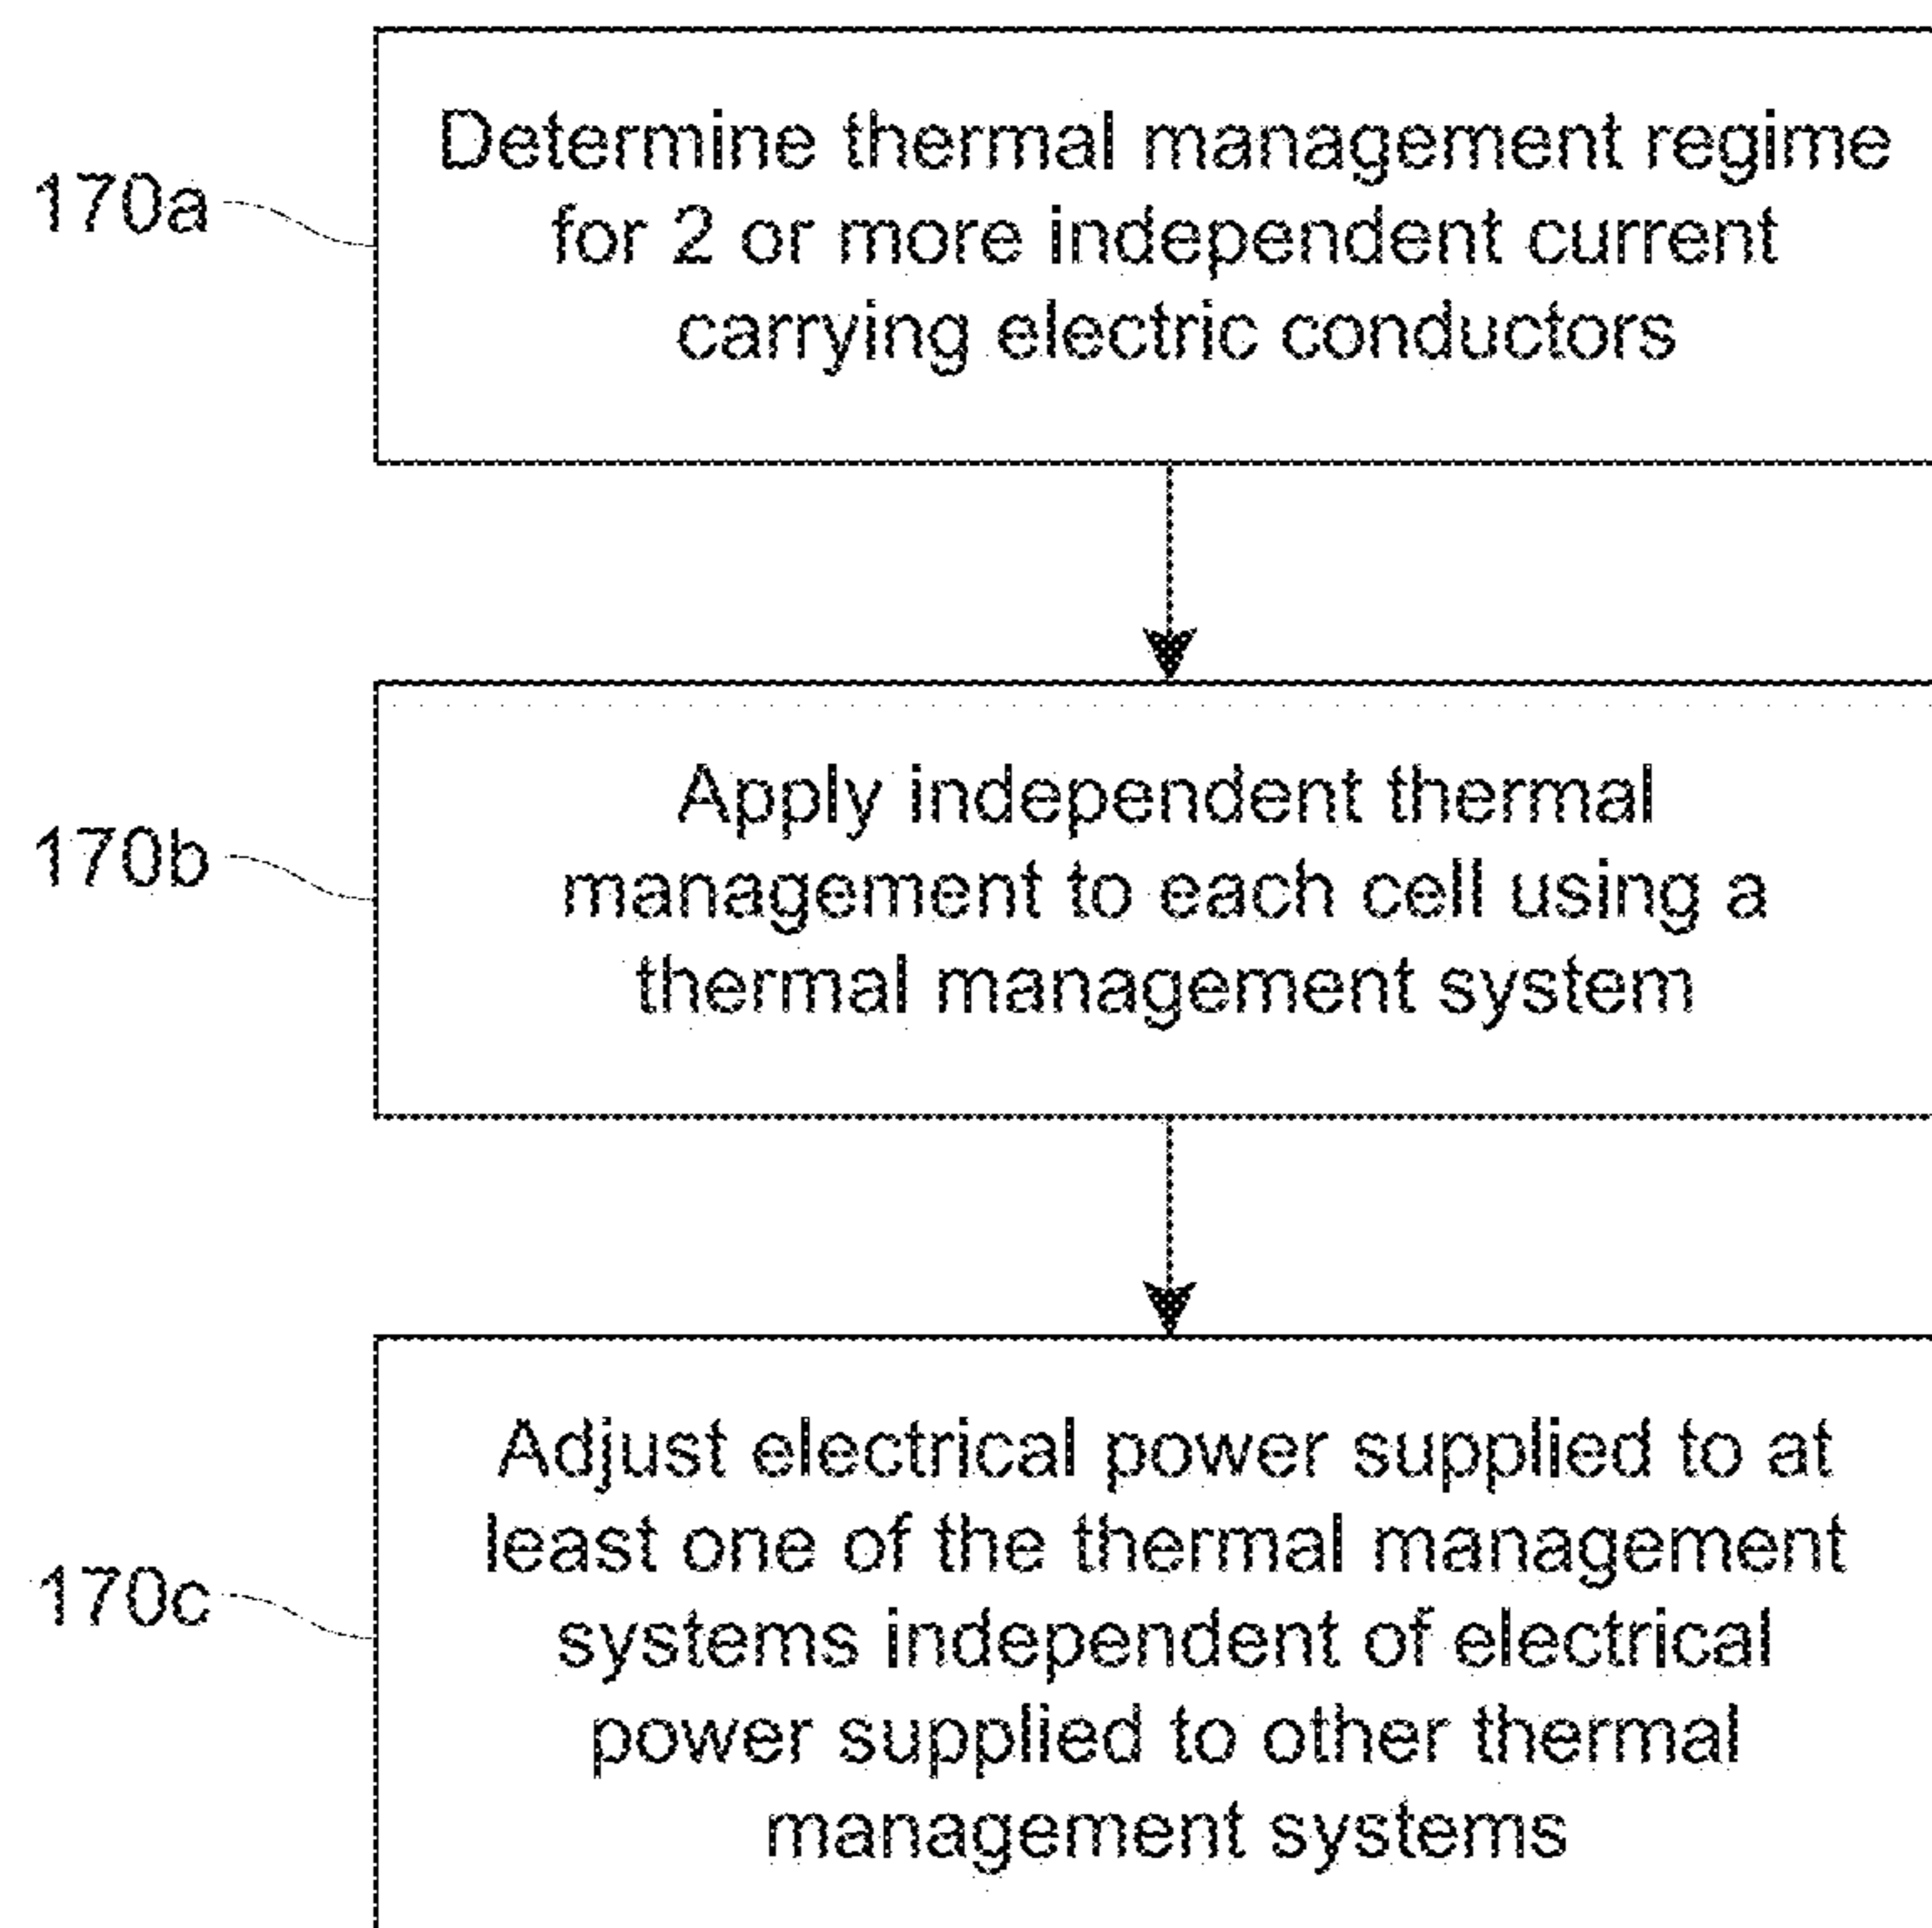 170a
Determine thermal management regime
for 2 or more independent current
carrying electric conductors
170b
Apply independent thermal
management to each cell using a
thermal management system
170c
Adjust electrical power supplied to at
least one of the thermal management
systems independent of electrical
power supplied to other thermal
management systems